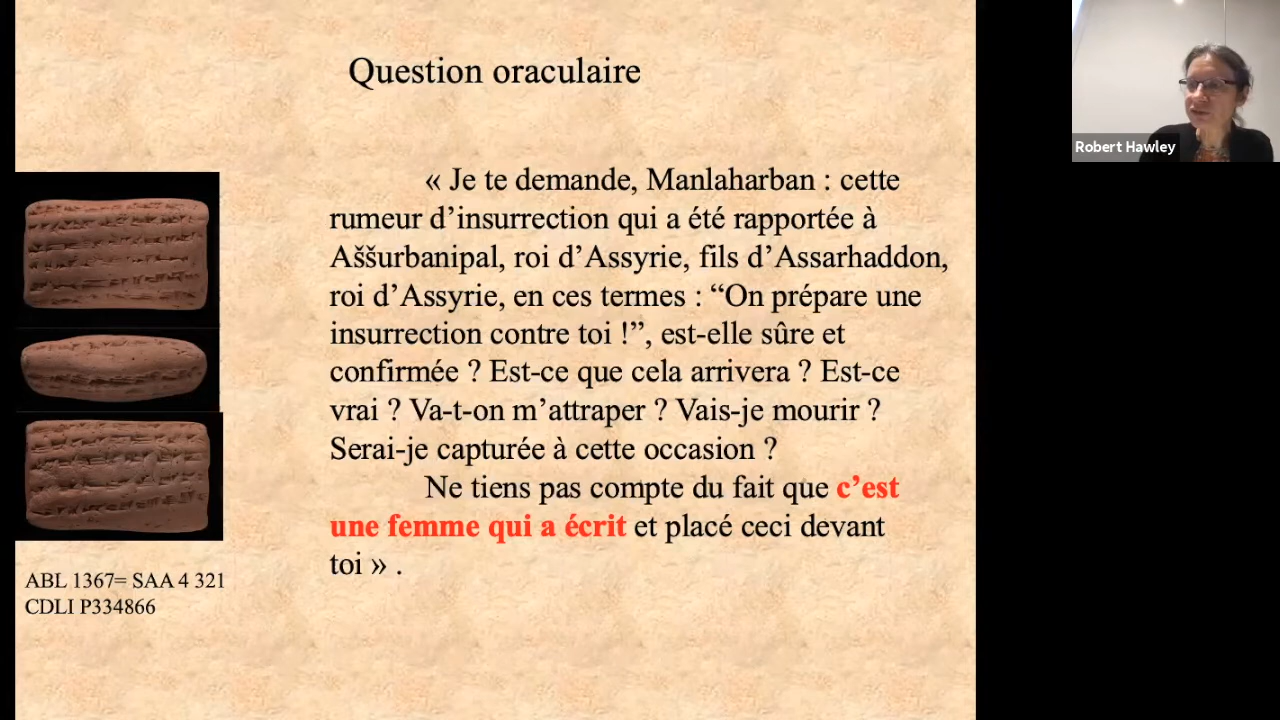 Question oraculaire
« Je te demande, Manlaharban : cette
rumeur d’insurrection qui a été rapportée à
Aššurbanipal, roi d’Assyrie, fils d’Assarhaddon,
roi d’Assyrie, en ces termes : “On prépare une
insurrection contre toi !”, est-elle sûre et
confirmée ? Est-ce que cela arrivera ? Est-ce
vrai ? Va-t-on m’attraper ? Vais-je mourir ?
Serai-je capturée à cette occasion ?
Ne tiens pas compte du fait que c’est
une femme qui a écrit et placé ceci devant
toi » .
ABL 1367= SAA 4 321
CDLI P334866
Robert Hawley